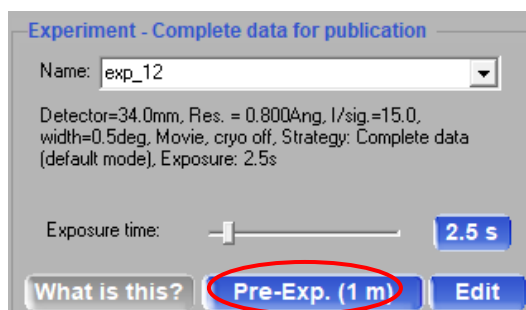 Experiment - Complete data for publication
Name: exp_12
Detector=34.0mm, Res. = 0.800Ang, I/sig.=15.0,
width=0.5deg, Movie, cryo off, Strategy: Complete data
(default mode), Exposure: 2.5s
Exposure time: 2.5 s
What is this? Pre-Exp. (1 m) Edit